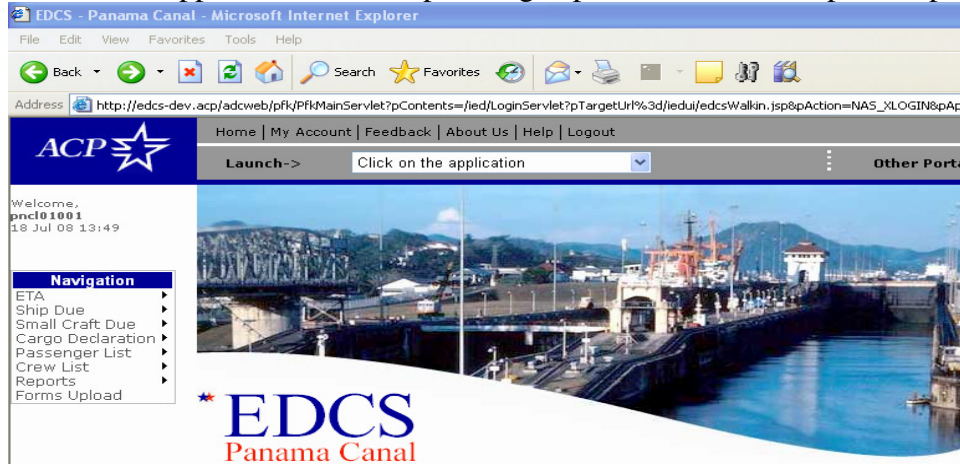 EDCS - Panama Canal - Microsoft Internet Explorer
File Edit View Favorites Tools Help
Back Search Favorites
Address http://edcs-dev.acp/adcweb/pfk/PfkMainServlet?pContents=/ied/LoginServlet?pTargetUrl%3d/iedui/edcsWalkin.jsp&pAction=NAS_XLOGIN&pAp
ACP
Home | My Account | Feedback | About Us | Help | Logout
Launch-> Click on the application Other Porta
Welcome,
pncl01001
18 Jul 08 13:49
Navigation
ETA
Ship Due
Small Craft Due
Cargo Declaration
Passenger List
Crew List
Reports
Forms Upload
EDCS
Panama Canal